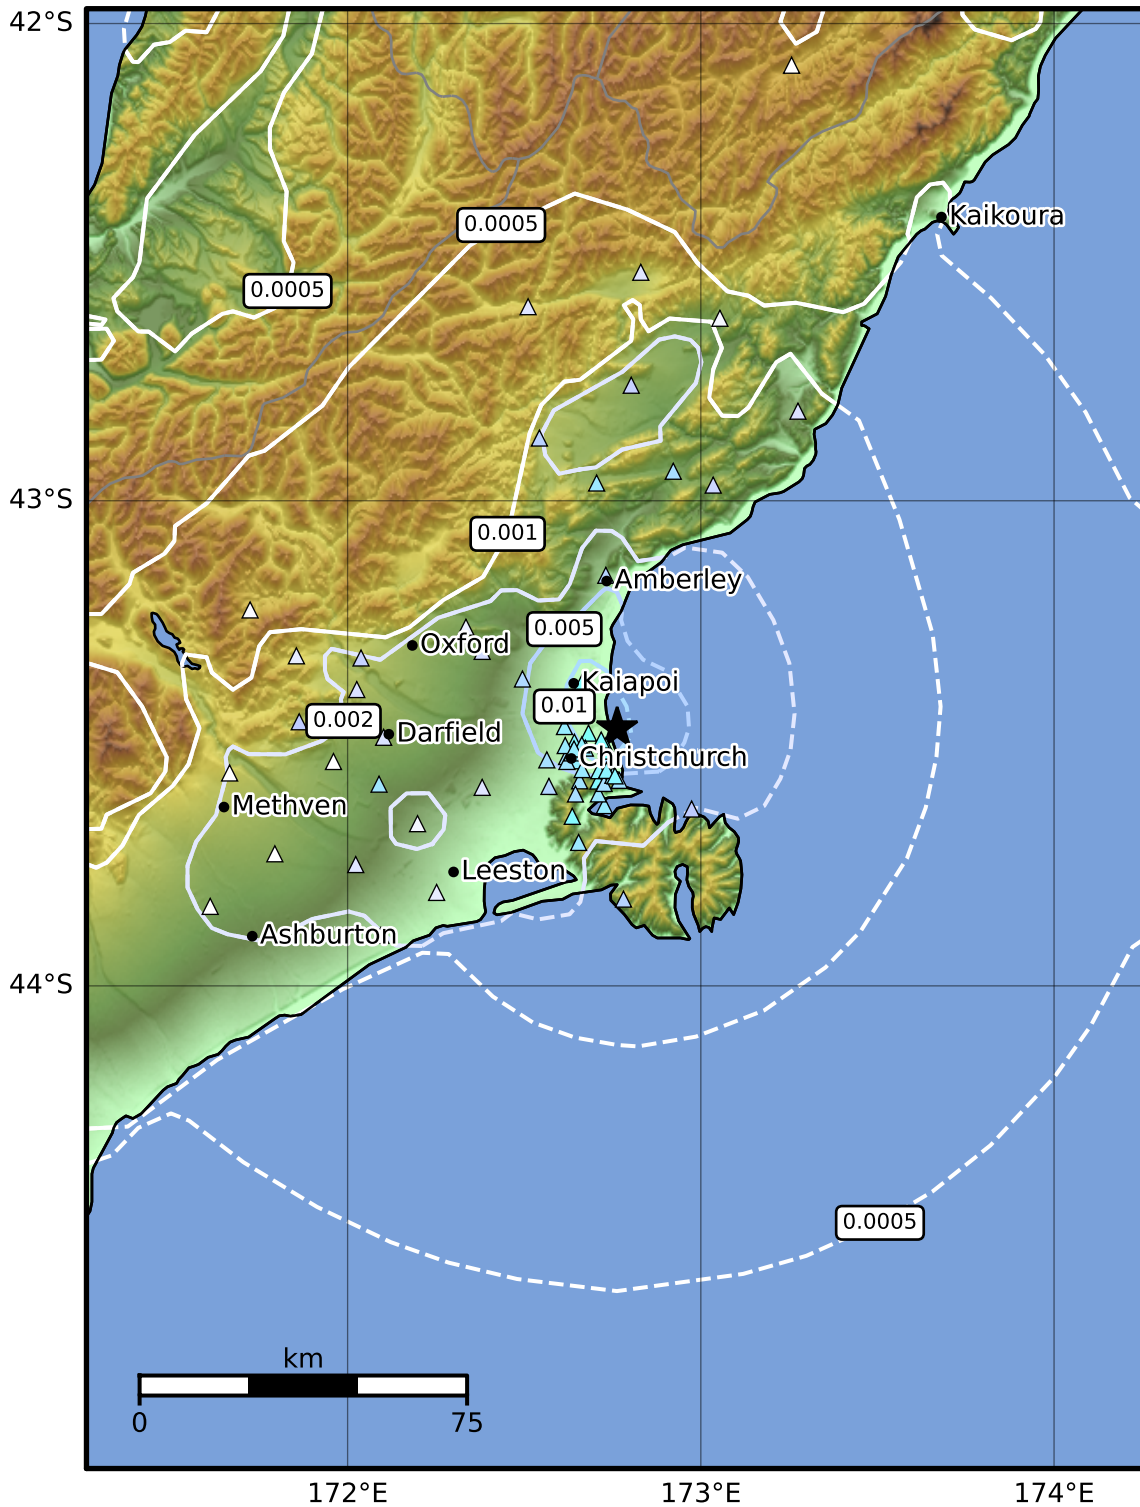 42°S
Kaikoura
0.0005
0.0005
43°S
0.001
Amberley
0.005
Oxford
Kaiapoi
0.01
0.002
Darfield
Christchurch
Methven
Leeston
Ashburton
44°S
0.0005
km
0
75
172°E
173°E
174°E